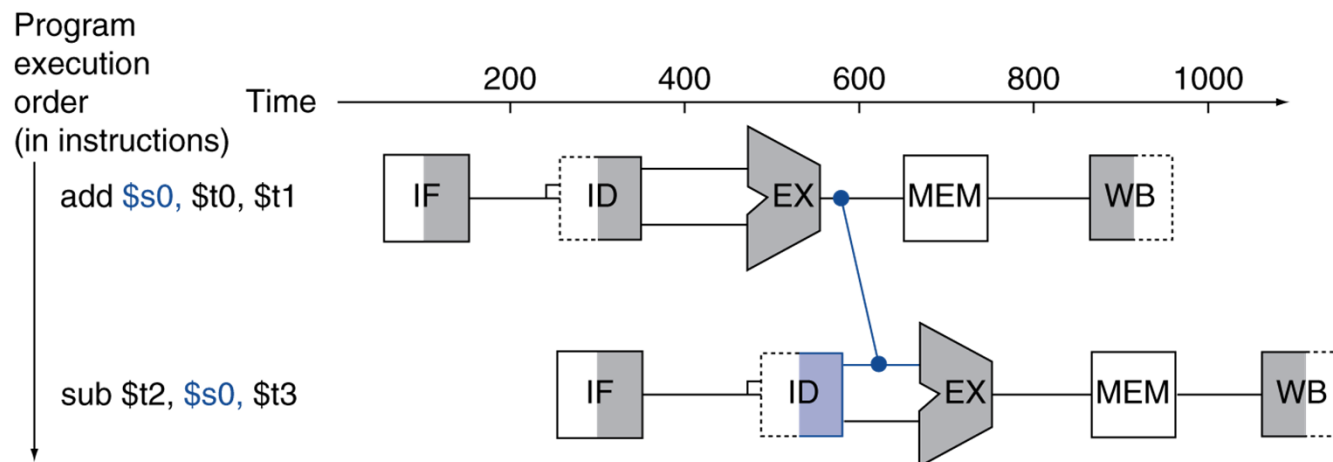 Program
execution
order
(in instructions)
Time
200 400 600 800 1000
add $s0, $t0, $t1
IF ID EX MEM WB
sub $t2, $s0, $t3
IF ID EX MEM WB